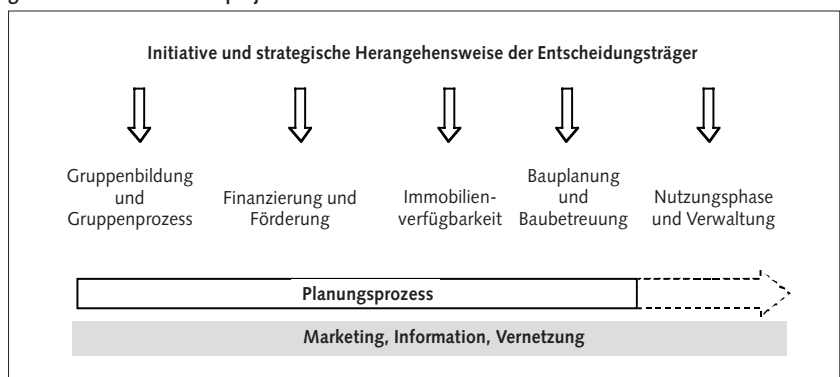 Initiative und strategische Herangehensweise der Entscheidungsträger
Gruppenbildung
und
Gruppenprozess
Finanzierung und
Förderung
Immobilien-
verfügbarkeit
Bauplanung
und
Baubetreuung
Nutzungsphase
und Verwaltung
Planungsprozess
Marketing, Information, Vernetzung